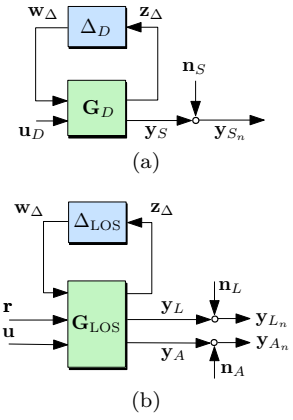 w_Δ z_Δ
Δ_D
n_S
G_D
u_D y_S y_{S_n}
(a)
w_Δ z_Δ
Δ_LOS
n_L
r y_L y_{L_n}
G_LOS
u y_A y_{A_n}
n_A
(b)